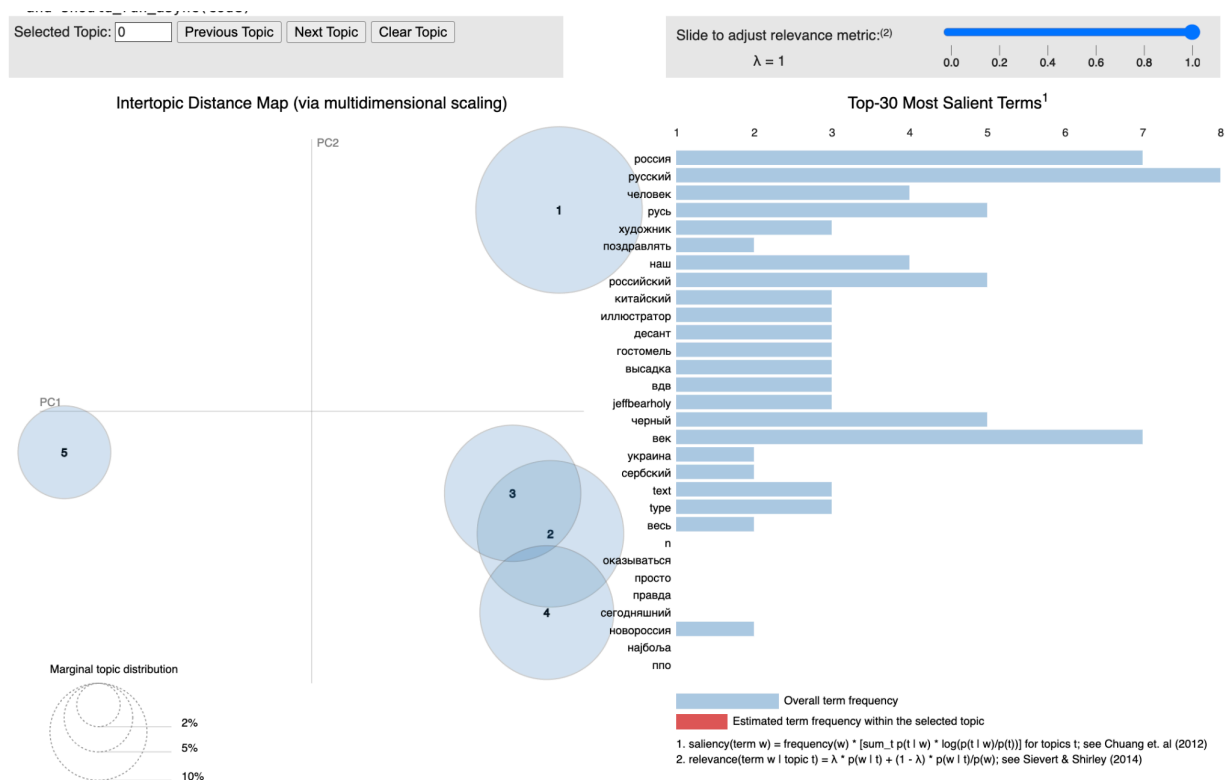 Selected Topic: 0 Previous Topic Next Topic Clear Topic
Slide to adjust relevance metric:(2)
λ = 1
0.0 0.2 0.4 0.6 0.8 1.0
Intertopic Distance Map (via multidimensional scaling)
PC2
PC1
1
5
3
2
4
Marginal topic distribution
2%
5%
10%
Top-30 Most Salient Terms1
1 2 3 4 5 6 7 8
россия
русский
человек
русь
художник
поздравлять
наш
российский
китайский
иллюстратор
десант
гостомель
высадка
вдв
jeffbearholy
черный
век
украина
сербский
text
type
весь
n
оказываться
просто
правда
сегодняшний
новороссия
најбоља
ппо
Overall term frequency
Estimated term frequency within the selected topic
1. saliency(term w) = frequency(w) * [sum_t p(t | w) * log(p(t | w)/p(t))] for topics t; see Chuang et. al (2012)
2. relevance(term w | topic t) = λ * p(w | t) + (1 - λ) * p(w | t)/p(w); see Sievert & Shirley (2014)